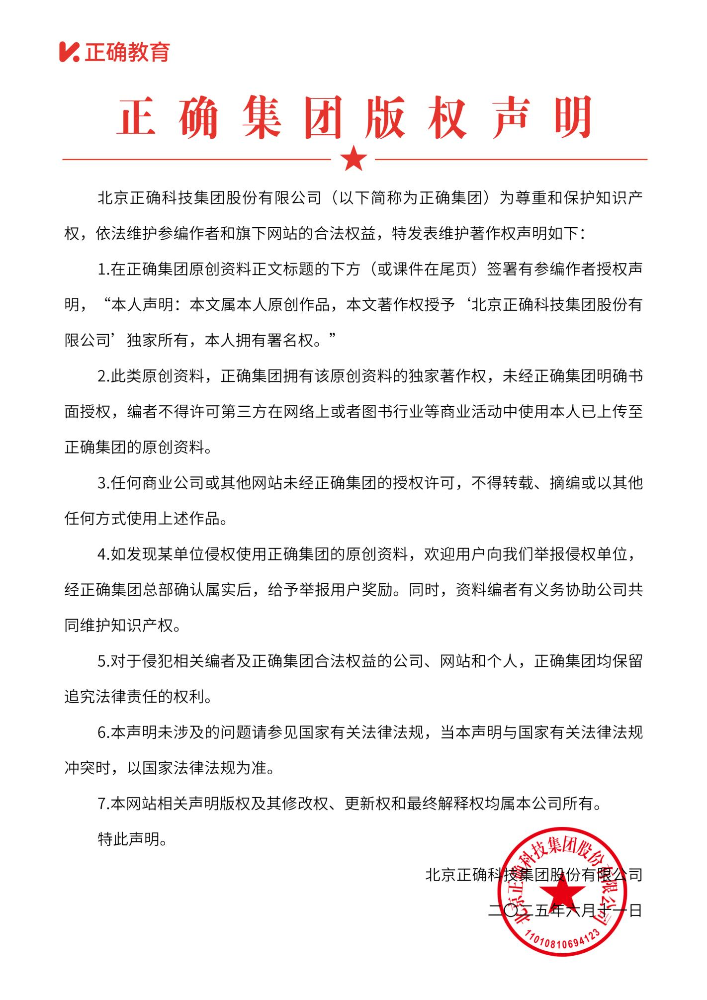 正确教育
正确集团版权声明
北京正确科技集团股份有限公司（以下简称为正确集团）为尊重和保护知识产
权，依法维护参编作者和旗下网站的合法权益，特发表维护著作权声明如下：
1.在正确集团原创资料正文标题的下方（或课件在尾页）签署有参编作者授权声
明，“本人声明：本文属本人原创作品，本文著作权授予‘北京正确科技集团股份有
限公司’独家所有，本人拥有署名权。”
2.此类原创资料，正确集团拥有该原创资料的独家著作权，未经正确集团明确书
面授权，编者不得许可第三方在网络上或者图书行业等商业活动中使用本人已上传至
正确集团的原创资料。
3.任何商业公司或其他网站未经正确集团的授权许可，不得转载、摘编或以其他
任何方式使用上述作品。
4.如发现某单位侵权使用正确集团的原创资料，欢迎用户向我们举报侵权单位，
经正确集团总部确认属实后，给予举报用户奖励。同时，资料编者有义务协助公司共
同维护知识产权。
5.对于侵犯相关编者及正确集团合法权益的公司、网站和个人，正确集团均保留
追究法律责任的权利。
6.本声明未涉及的问题请参见国家有关法律法规，当本声明与国家有关法律法规
冲突时，以国家法律法规为准。
7.本网站相关声明版权及其修改权、更新权和最终解释权均属本公司所有。
特此声明。
北京正确科技集团股份有限公司
二〇二五年六月十一日
北京正确科技集团股份有限公司
11010810694123